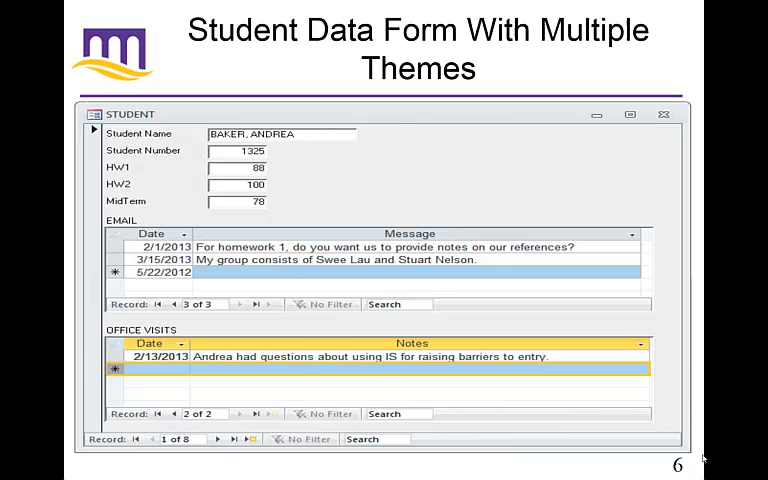 Student Data Form With Multiple
Themes
STUDENT
Student Name BAKER, ANDREA
Student Number 1325
HW1 88
HW2 100
MidTerm 78
EMAIL
Date Message
2/1/2013 For homework 1, do you want us to provide notes on our references?
3/15/2013 My group consists of Swee Lau and Stuart Nelson.
* 5/22/2012
Record: 3 of 3 No Filter Search
OFFICE VISITS
Date Notes
2/13/2013 Andrea had questions about using IS for raising barriers to entry.
*
Record: 2 of 2 No Filter Search
Record: 1 of 8 No Filter Search
6